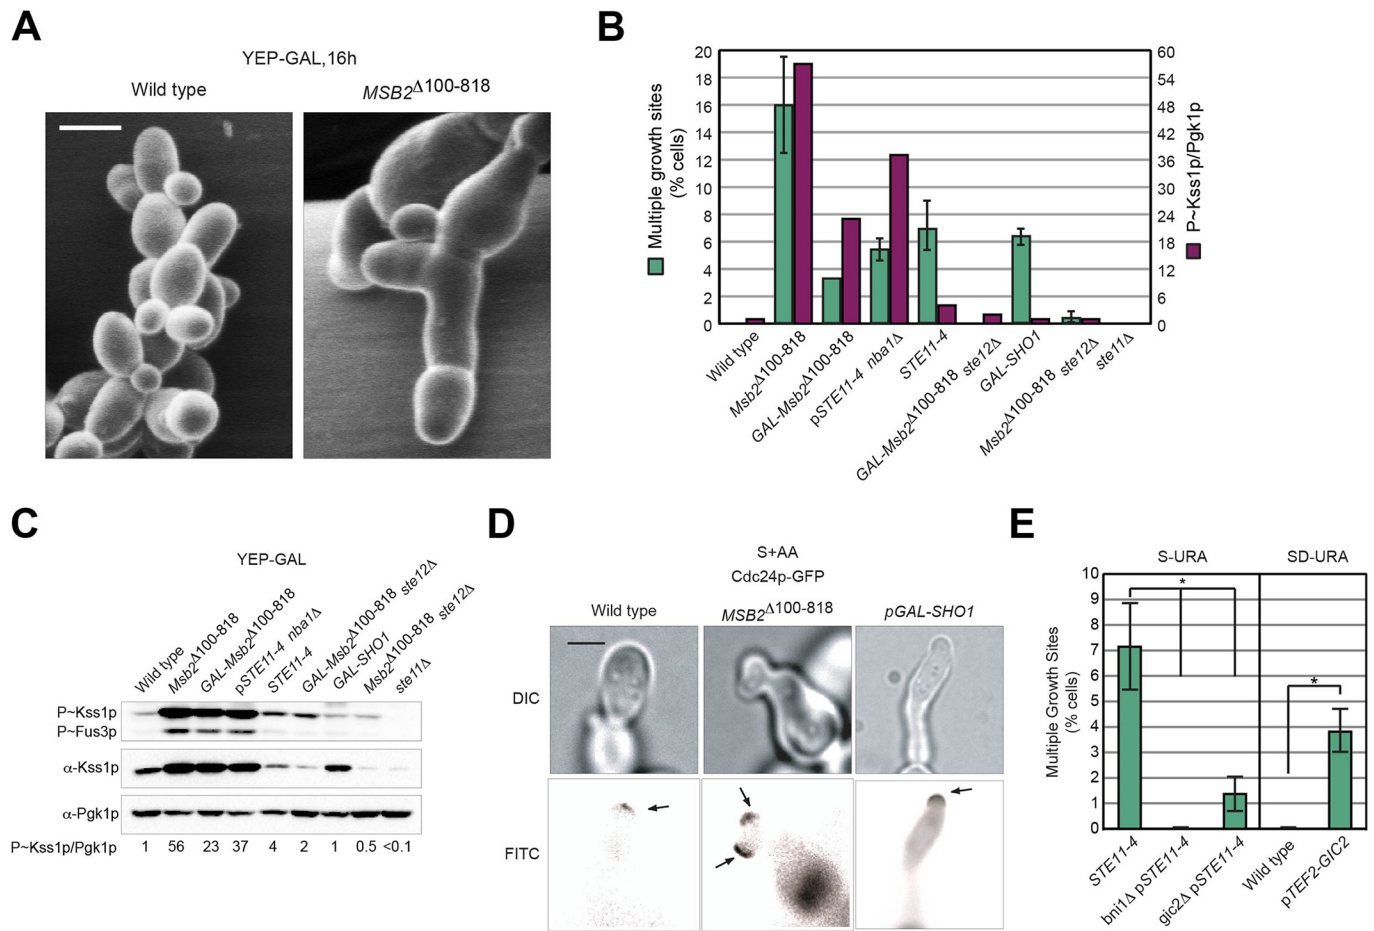 A
YEP-GAL,16h
Wild type
MSB2Δ100-818
B
20
18
16
14
12
10
8
6
4
2
0
Multiple growth sites
(% cells)
60
54
48
42
36
30
24
18
12
6
0
P~Kss1p/Pgk1p
Wild type
Msb2Δ100-818
GAL-Msb2Δ100-818
pSTE11-4 nba1Δ
STE11-4
GAL-Msb2Δ100-818 ste12Δ
GAL-SHO1
Msb2Δ100-818 ste12Δ
ste11Δ
C
YEP-GAL
Wild type
Msb2Δ100-818
GAL-Msb2Δ100-818
pSTE11-4 nba1Δ
STE11-4
GAL-Msb2Δ100-818 ste12Δ
GAL-SHO1
Msb2Δ100-818 ste12Δ
ste11Δ
P~Kss1p
P~Fus3p
α-Kss1p
α-Pgk1p
P~Kss1p/Pgk1p 1 56 23 37 4 2 1 0.5 <0.1
D
S+AA
Cdc24p-GFP
Wild type
MSB2Δ100-818
pGAL-SHO1
DIC
FITC
E
S-URA
SD-URA
10
9
8
7
6
5
4
3
2
1
0
Multiple Growth Sites
(% cells)
*
*
STE11-4
bni1Δ pSTE11-4
gic2Δ pSTE11-4
Wild type
pTEF2-GIC2